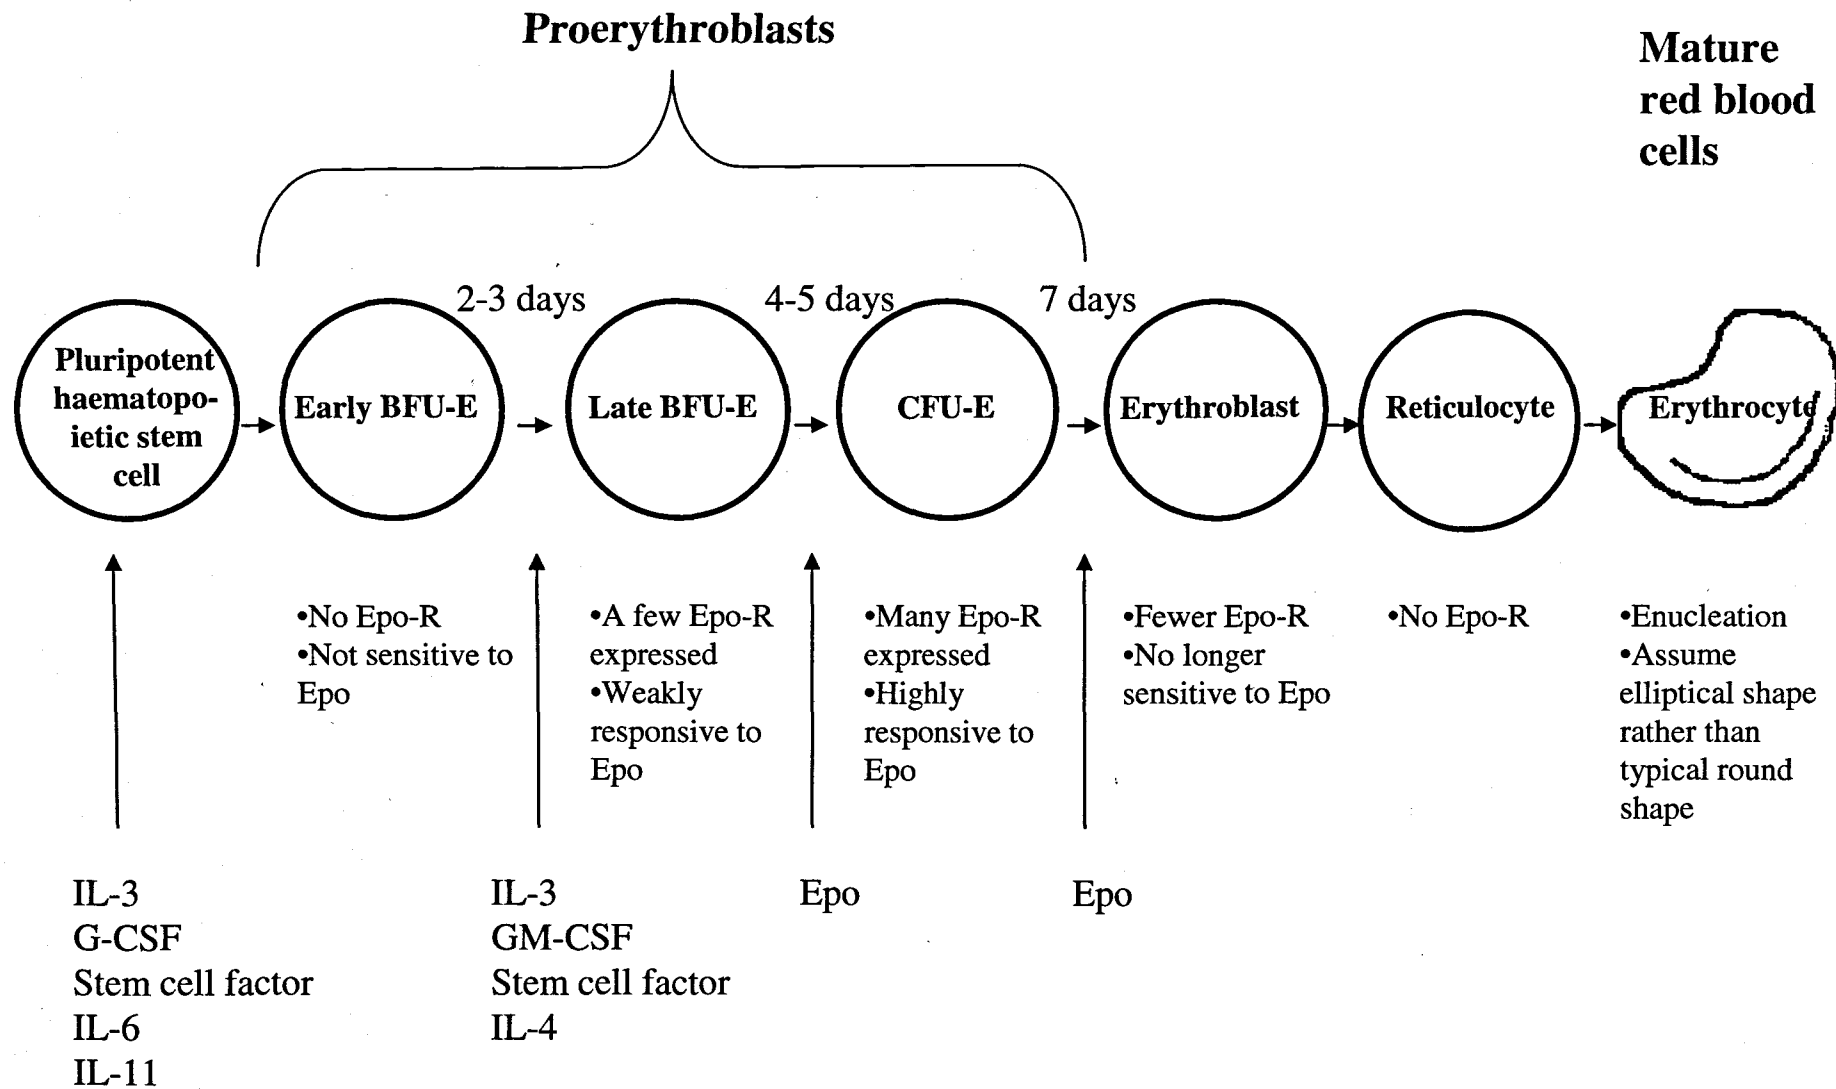 Proerythroblasts
Mature
red blood
cells
2-3 days
4-5 days
7 days
Pluripotent
haematopo-
ietic stem
cell
Early BFU-E
Late BFU-E
CFU-E
Erythroblast
Reticulocyte
Erythrocyte
•No Epo-R
•Not sensitive to
Epo
•A few Epo-R
expressed
•Weakly
responsive to
Epo
•Many Epo-R
expressed
•Highly
responsive to
Epo
•Fewer Epo-R
•No longer
sensitive to Epo
•No Epo-R
•Enucleation
•Assume
elliptical shape
rather than
typical round
shape
IL-3
G-CSF
Stem cell factor
IL-6
IL-11
IL-3
GM-CSF
Stem cell factor
IL-4
Epo
Epo